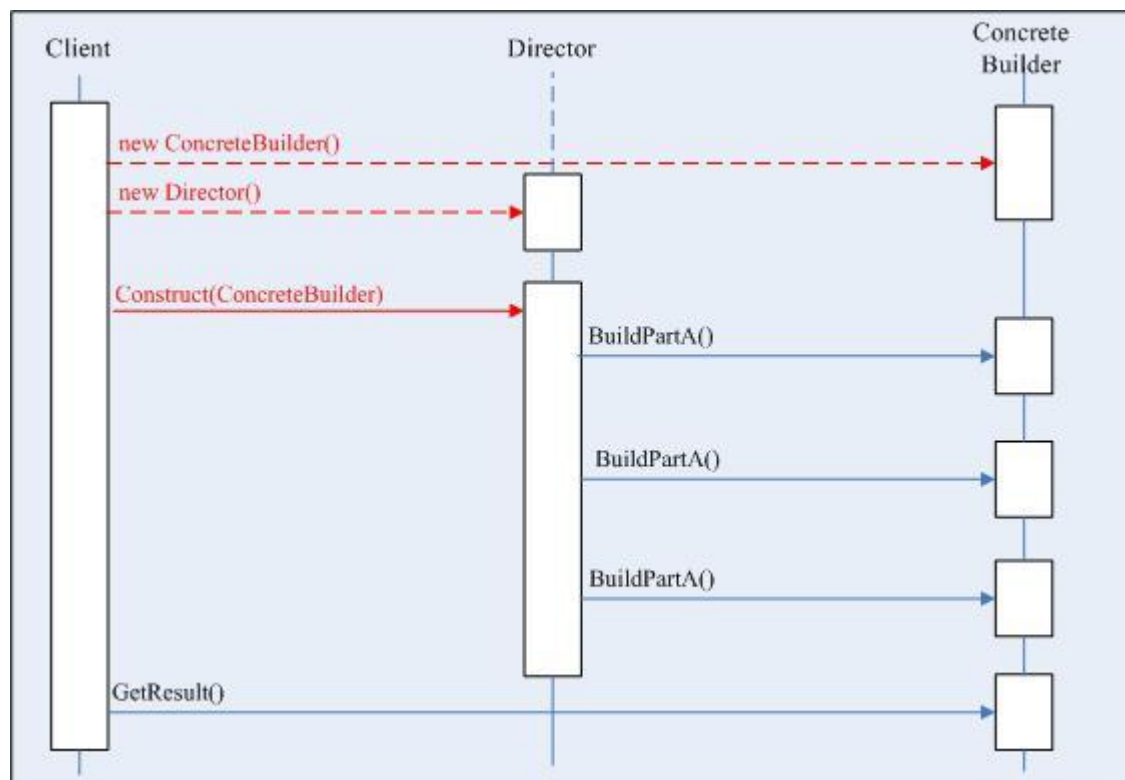 Client
Director
Concrete
Builder
new ConcreteBuilder()
new Director()
Construct(ConcreteBuilder)
BuildPartA()
BuildPartA()
BuildPartA()
GetResult()